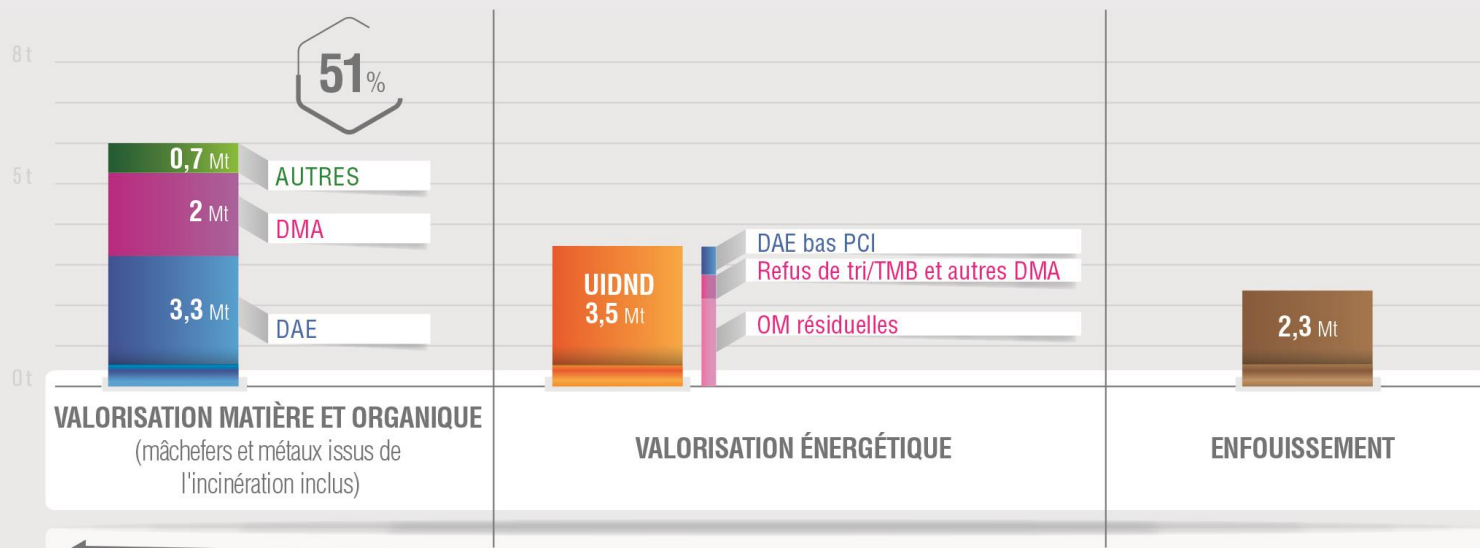 8 t
51%
0,7 Mt
AUTRES
5 t
2 Mt
DMA
3,3 Mt
DAE
UIDND
3,5 Mt
DAE bas PCI
Refus de tri/TMB et autres DMA
OM résiduelles
2,3 Mt
0 t
VALORISATION MATIÈRE ET ORGANIQUE
(mâchefers et métaux issus de
l'incinération inclus)
VALORISATION ÉNERGÉTIQUE
ENFOUISSEMENT